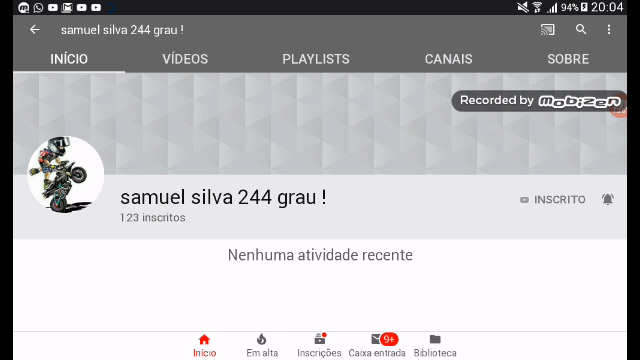 94% 20:04
samuel silva 244 grau !
INÍCIO VÍDEOS PLAYLISTS CANAIS SOBRE
Recorded by MOBIZEN
samuel silva 244 grau !
123 inscritos
INSCRITO
Nenhuma atividade recente
9+
Início Em alta Inscrições Caixa entrada Biblioteca